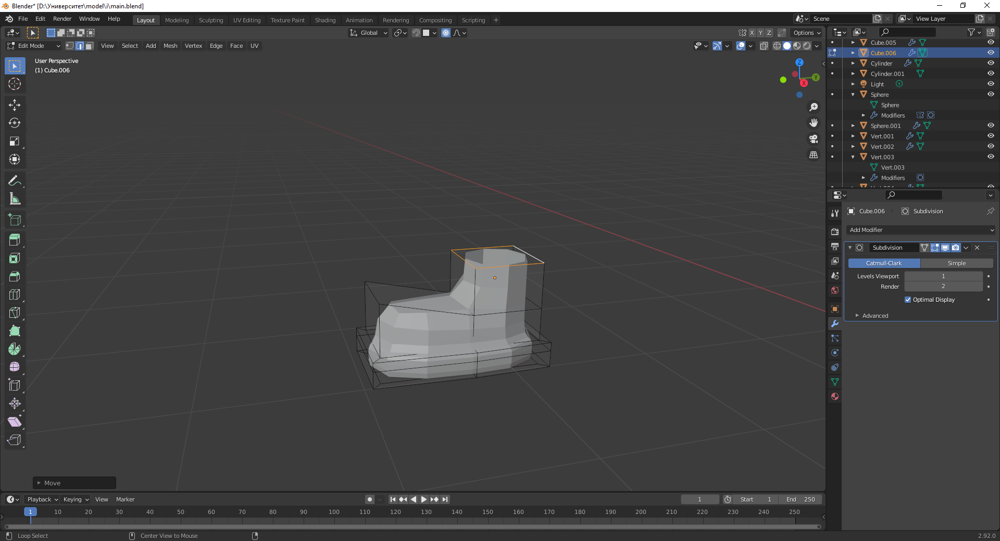 Blender* [D:\Университет\model\i\main.blend]
File Edit Render Window Help
Layout Modeling Sculpting UV Editing Texture Paint Shading Animation Rendering Compositing Scripting +
Scene
View Layer
Global
X Y Z
Options
Edit Mode
View Select Add Mesh Vertex Edge Face UV
User Perspective
(1) Cube.006
Z
Y
X
Cube.005
Cube.006
Cylinder
Cylinder.001
Light
Sphere
Sphere
Modifiers
Sphere.001
Vert.001
Vert.002
Vert.003
Vert.003
Modifiers
Cube.006
Subdivision
Add Modifier
Subdivision
Catmull-Clark
Simple
Levels Viewport 1
Render 2
Optimal Display
Advanced
Move
Playback Keying View Marker
1
Start 1
End 250
1 10 20 30 40 50 60 70 80 90 100 110 120 130 140 150 160 170 180 190 200 210 220 230 240 250
Loop Select
Center View to Mouse
2.92.0